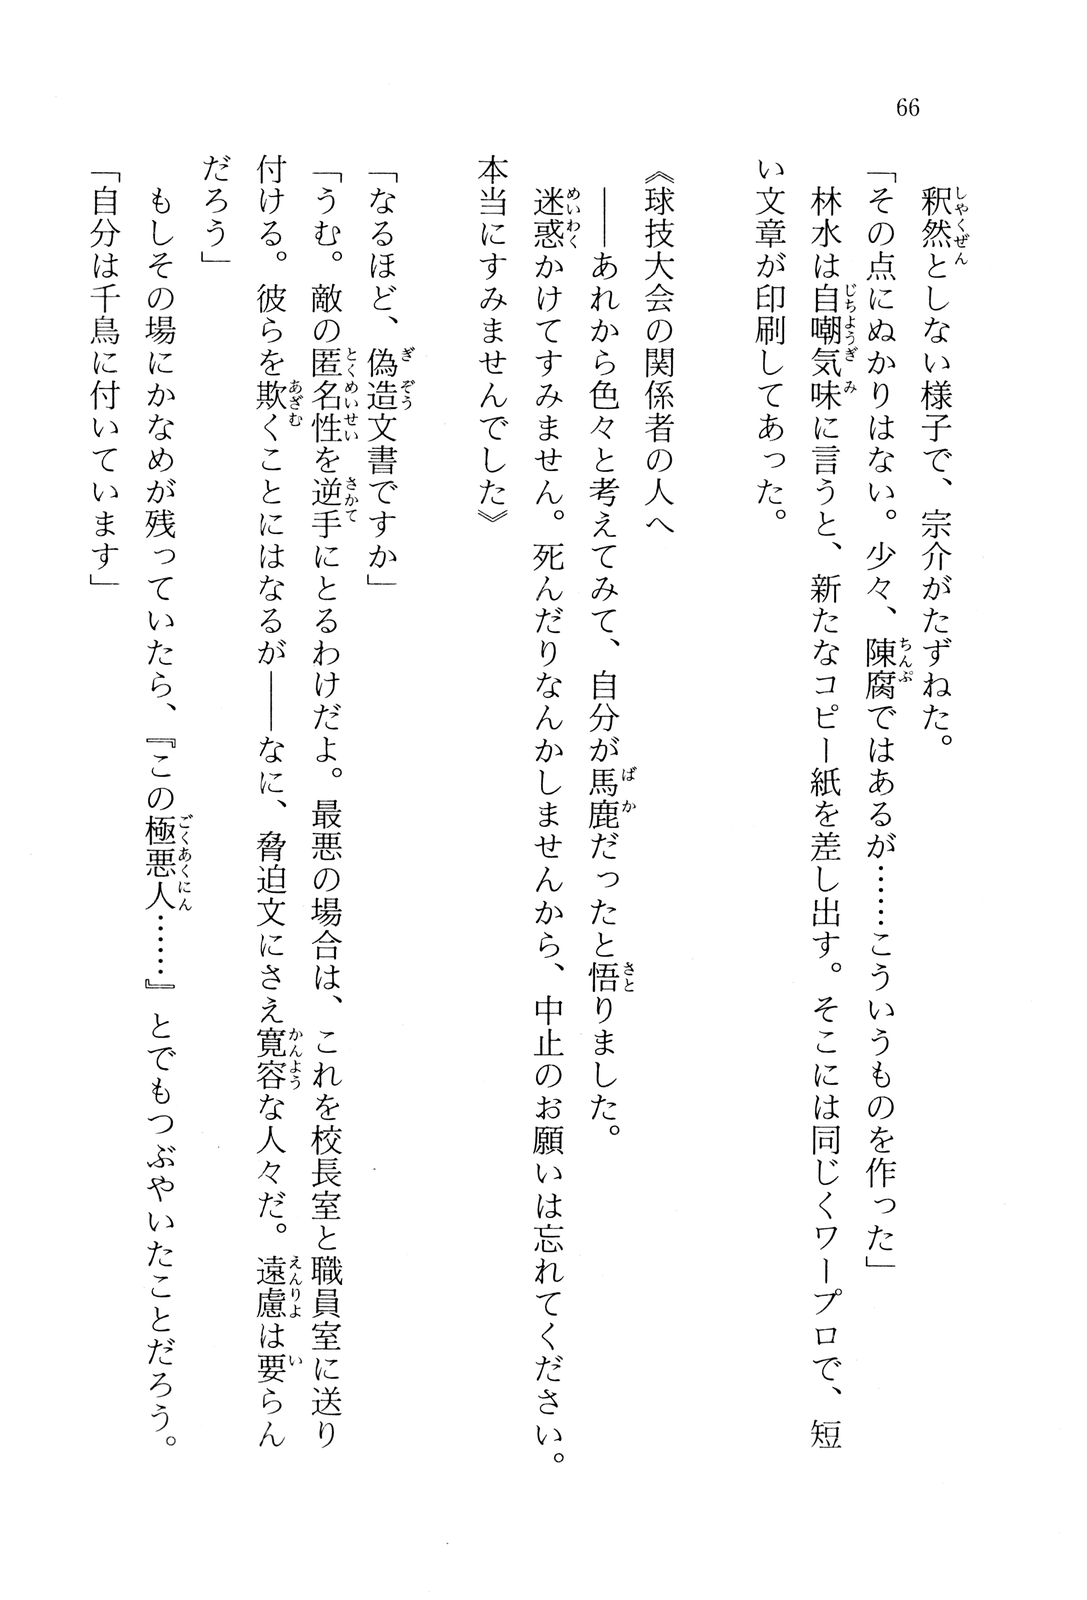 66
釈然としない様子で、宗介がたずねた。
「その点にぬかりはない。少々、陳腐ではあるが……こういうものを作った」
林水は自嘲気味に言うと、新たなコピー紙を差し出す。そこには同じくワープロで、短
い文章が印刷してあった。
《球技大会の関係者の人へ
――あれから色々と考えてみて、自分が馬鹿だったと悟りました。
迷惑かけてすみません。死んだりなんかしませんから、中止のお願いは忘れてください。
本当にすみませんでした》
「なるほど、偽造文書ですか」
「うむ。敵の匿名性を逆手にとるわけだよ。最悪の場合は、これを校長室と職員室に送り
付ける。彼らを欺くことにはなるが――なに、脅迫文にさえ寛容な人々だ。遠慮は要らん
だろう」
もしその場にかなめが残っていたら、『この極悪人……』とでもつぶやいたことだろう。
「自分は千鳥に付いています」